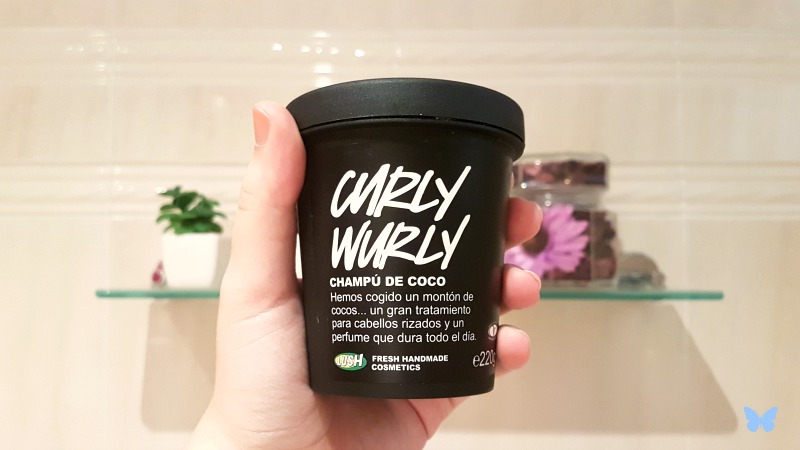 CURLY
WURLY
CHAMPÚ DE COCO
Hemos cogido un montón de
cocos... un gran tratamiento
para cabellos rizados y un
perfume que dura todo el día.
LUSH
FRESH HANDMADE
COSMETICS
℮220g